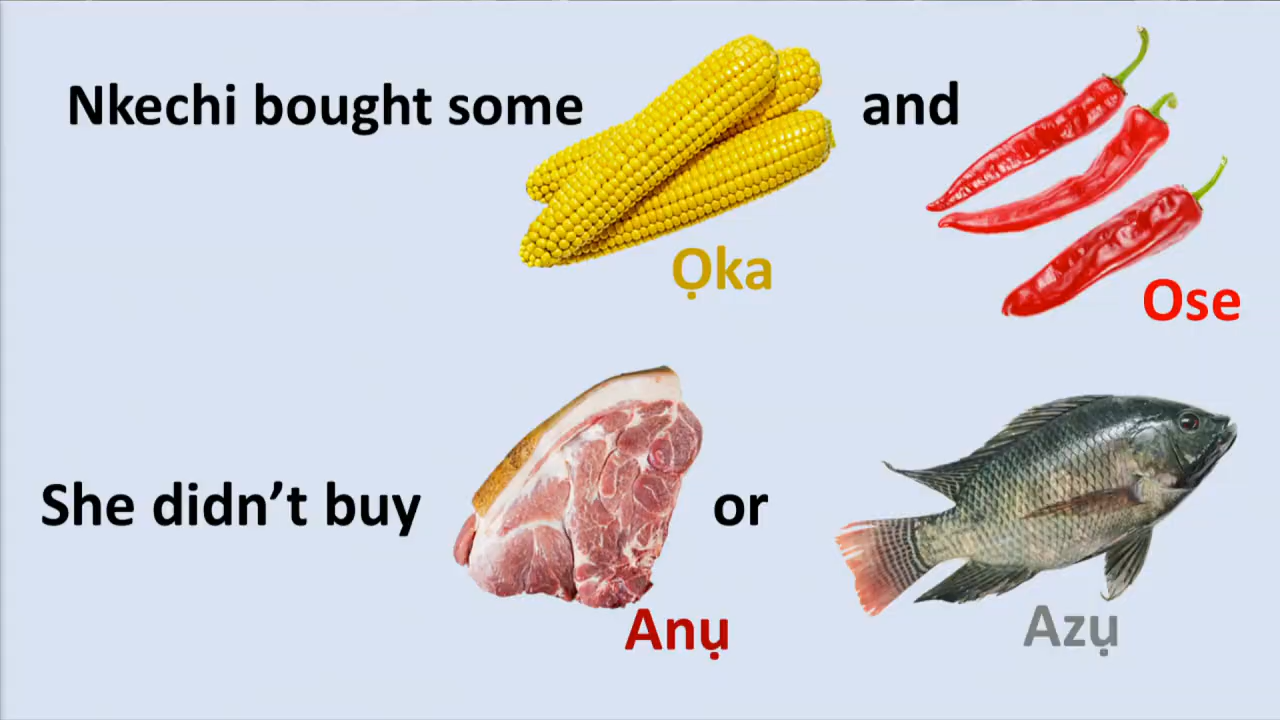 Nkechi bought some and
Ọka
Ose
She didn’t buy or
Anụ
Azụ